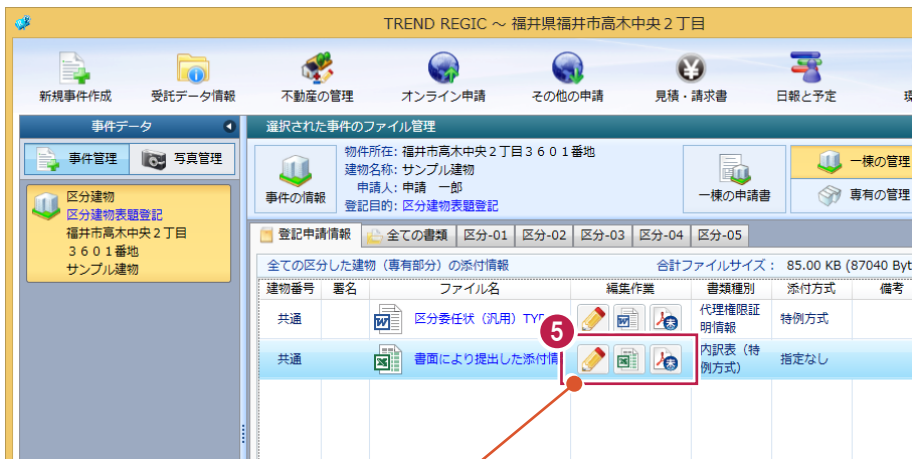 TREND REGIC ～ 福井県福井市高木中央２丁目
新規事件作成
受託データ情報
不動産の管理
オンライン申請
その他の申請
見積・請求書
日報と予定
事件データ
選択された事件のファイル管理
事件管理
写真管理
区分建物
区分建物表題登記
福井市高木中央２丁目
３６０１番地
サンプル建物
事件の情報
物件所在: 福井市高木中央２丁目３６０１番地
建物名称: サンプル建物
申請人: 申請 一郎
登記目的: 区分建物表題登記
一棟の申請書
一棟の管理
専有の管理
登記申請情報
全ての書類
区分-01
区分-02
区分-03
区分-04
区分-05
全ての区分した建物（専有部分）の添付情報
合計ファイルサイズ： 85.00 KB (87040 Byt
建物番号
署名
ファイル名
編集作業
書類種別
添付方式
備考
共通
区分委任状（汎用）TYP
代理権限証
明情報
特例方式
5
共通
書面により提出した添付情
内訳表（特
例方式）
指定なし